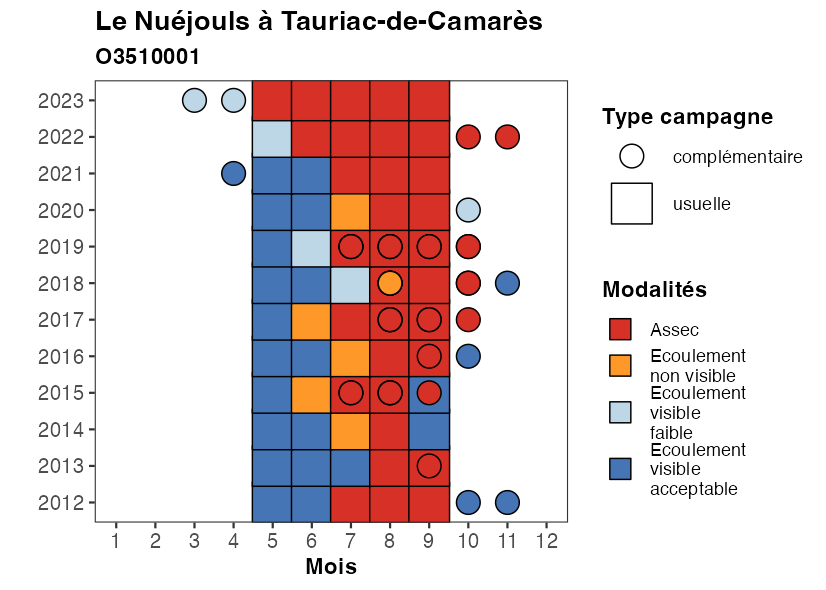 Le Nuéjouls à Tauriac-de-Camarès
O3510001
2023
2022
2021
2020
2019
2018
2017
2016
2015
2014
2013
2012
1 2 3 4 5 6 7 8 9 10 11 12
Mois
Type campagne
complémentaire
usuelle
Modalités
Assec
Ecoulement
non visible
Ecoulement
visible
faible
Ecoulement
visible
acceptable